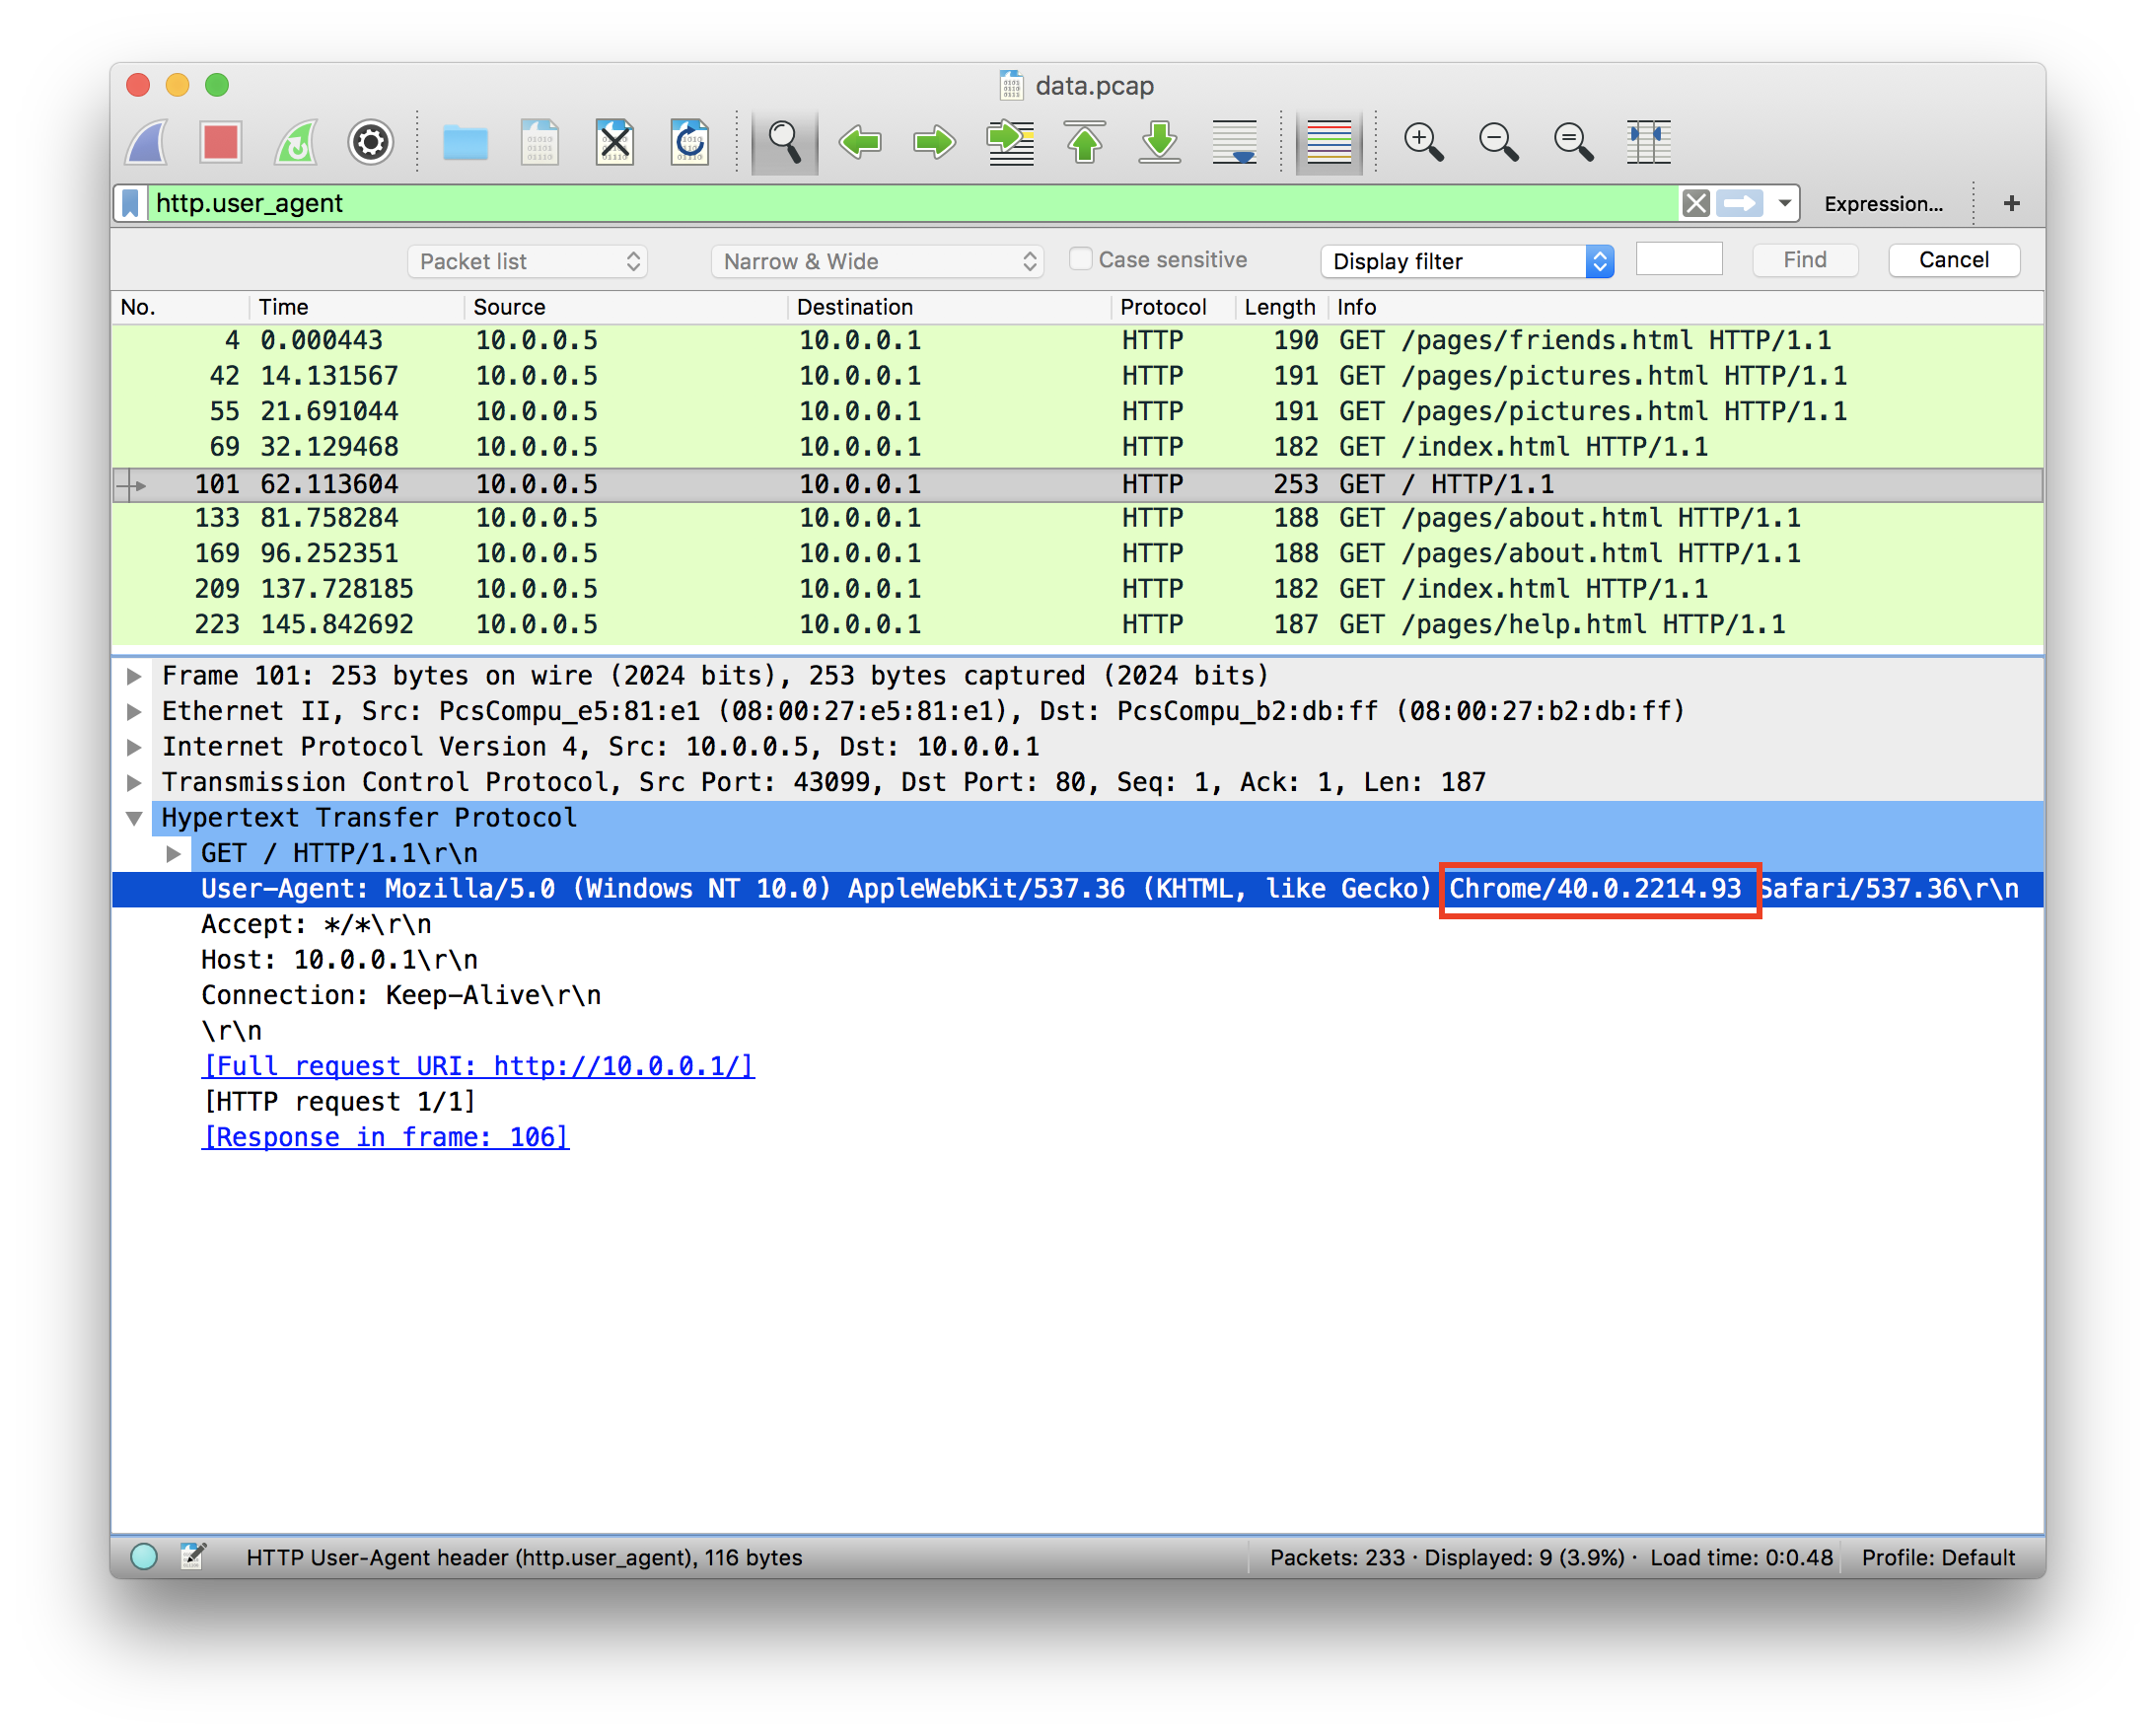 data.pcap
http.user_agent Expression... +
Packet list Narrow & Wide Case sensitive Display filter Find Cancel
No. Time Source Destination Protocol Length Info
4 0.000443 10.0.0.5 10.0.0.1 HTTP 190 GET /pages/friends.html HTTP/1.1
42 14.131567 10.0.0.5 10.0.0.1 HTTP 191 GET /pages/pictures.html HTTP/1.1
55 21.691044 10.0.0.5 10.0.0.1 HTTP 191 GET /pages/pictures.html HTTP/1.1
69 32.129468 10.0.0.5 10.0.0.1 HTTP 182 GET /index.html HTTP/1.1
101 62.113604 10.0.0.5 10.0.0.1 HTTP 253 GET / HTTP/1.1
133 81.758284 10.0.0.5 10.0.0.1 HTTP 188 GET /pages/about.html HTTP/1.1
169 96.252351 10.0.0.5 10.0.0.1 HTTP 188 GET /pages/about.html HTTP/1.1
209 137.728185 10.0.0.5 10.0.0.1 HTTP 182 GET /index.html HTTP/1.1
223 145.842692 10.0.0.5 10.0.0.1 HTTP 187 GET /pages/help.html HTTP/1.1
Frame 101: 253 bytes on wire (2024 bits), 253 bytes captured (2024 bits)
Ethernet II, Src: PcsCompu_e5:81:e1 (08:00:27:e5:81:e1), Dst: PcsCompu_b2:db:ff (08:00:27:b2:db:ff)
Internet Protocol Version 4, Src: 10.0.0.5, Dst: 10.0.0.1
Transmission Control Protocol, Src Port: 43099, Dst Port: 80, Seq: 1, Ack: 1, Len: 187
Hypertext Transfer Protocol
GET / HTTP/1.1\r\n
User-Agent: Mozilla/5.0 (Windows NT 10.0) AppleWebKit/537.36 (KHTML, like Gecko) Chrome/40.0.2214.93 Safari/537.36\r\n
Accept: */*\r\n
Host: 10.0.0.1\r\n
Connection: Keep-Alive\r\n
\r\n
[Full request URI: http://10.0.0.1/]
[HTTP request 1/1]
[Response in frame: 106]
HTTP User-Agent header (http.user_agent), 116 bytes Packets: 233 · Displayed: 9 (3.9%) · Load time: 0:0.48 Profile: Default